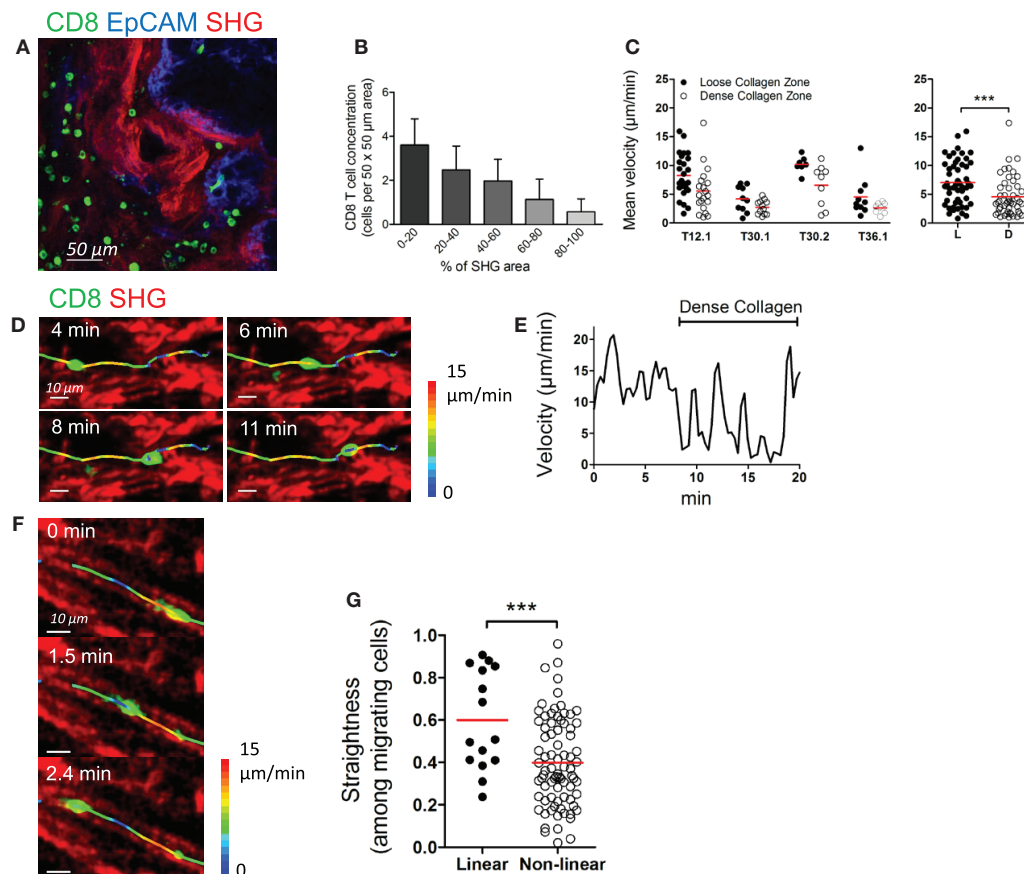 CD8 EpCAM SHG
A
50 µm
B
CD8 T cell concentration
(cells per 50 x 50 µm area)
6
4
2
0
0-20
20-40
40-60
60-80
80-100
% of SHG area
C
Mean velocity (µm/min)
25
20
15
10
5
0
Loose Collagen Zone
Dense Collagen Zone
T12.1
T30.1
T30.2
T36.1
25
20
15
10
5
0
***
L
D
CD8 SHG
D
4 min
10 µm
6 min
8 min
11 min
15
µm/min
0
E
Dense Collagen
Velocity (µm/min)
20
15
10
5
0
0
5
10
15
20
min
F
0 min
10 µm
1.5 min
2.4 min
15
µm/min
0
G
***
Straightness
(among migrating cells)
1.0
0.8
0.6
0.4
0.2
0.0
Linear
Non-linear